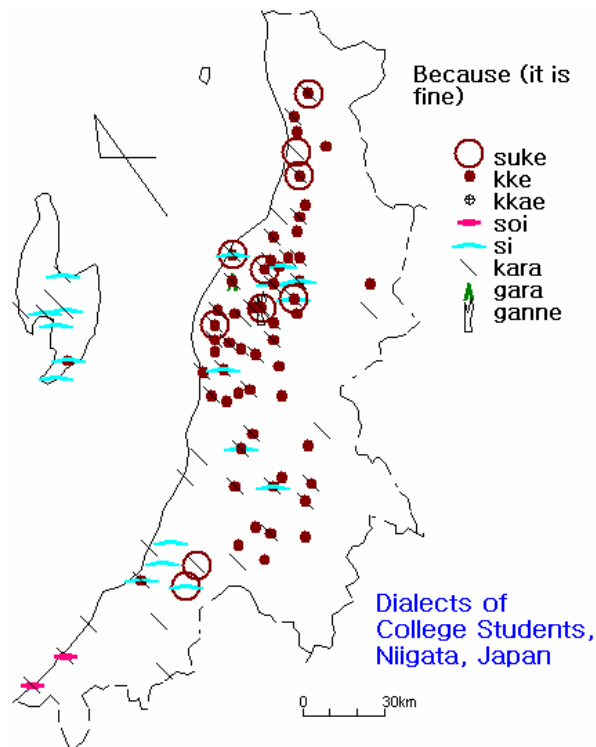 Because (it is
fine)
suke
kke
kkae
soi
si
kara
gara
ganne
Dialects of
College Students,
Niigata, Japan
0 30km